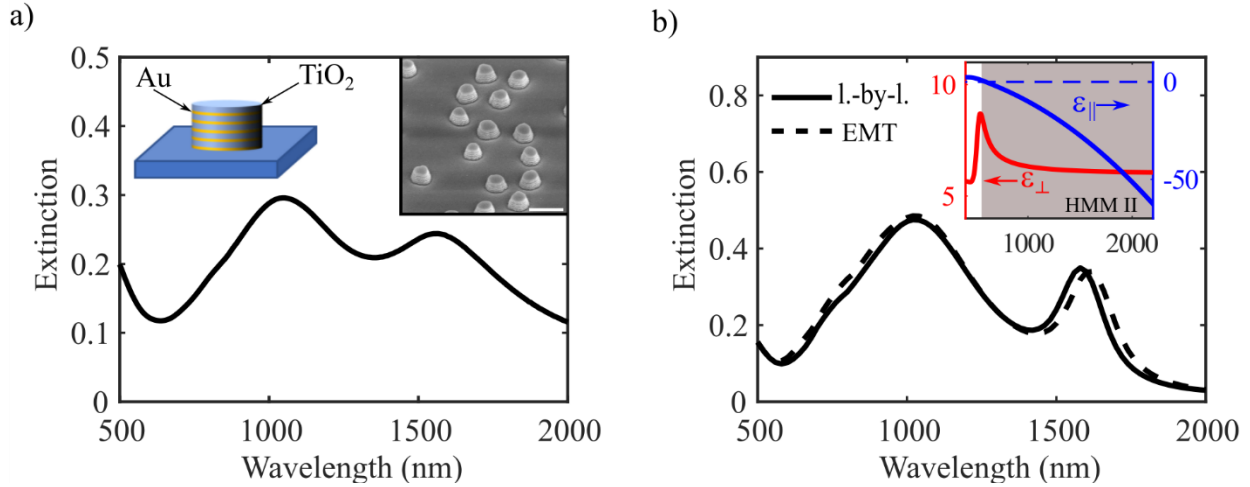 a)
Au
TiO₂
Extinction
0.5
0.4
0.3
0.2
0.1
0
500
1000
1500
2000
Wavelength (nm)
b)
l.-by-l.
EMT
Extinction
0.8
0.6
0.4
0.2
0
500
1000
1500
2000
Wavelength (nm)
10
5
0
-50
ε∥
ε⊥
HMM II
1000
2000